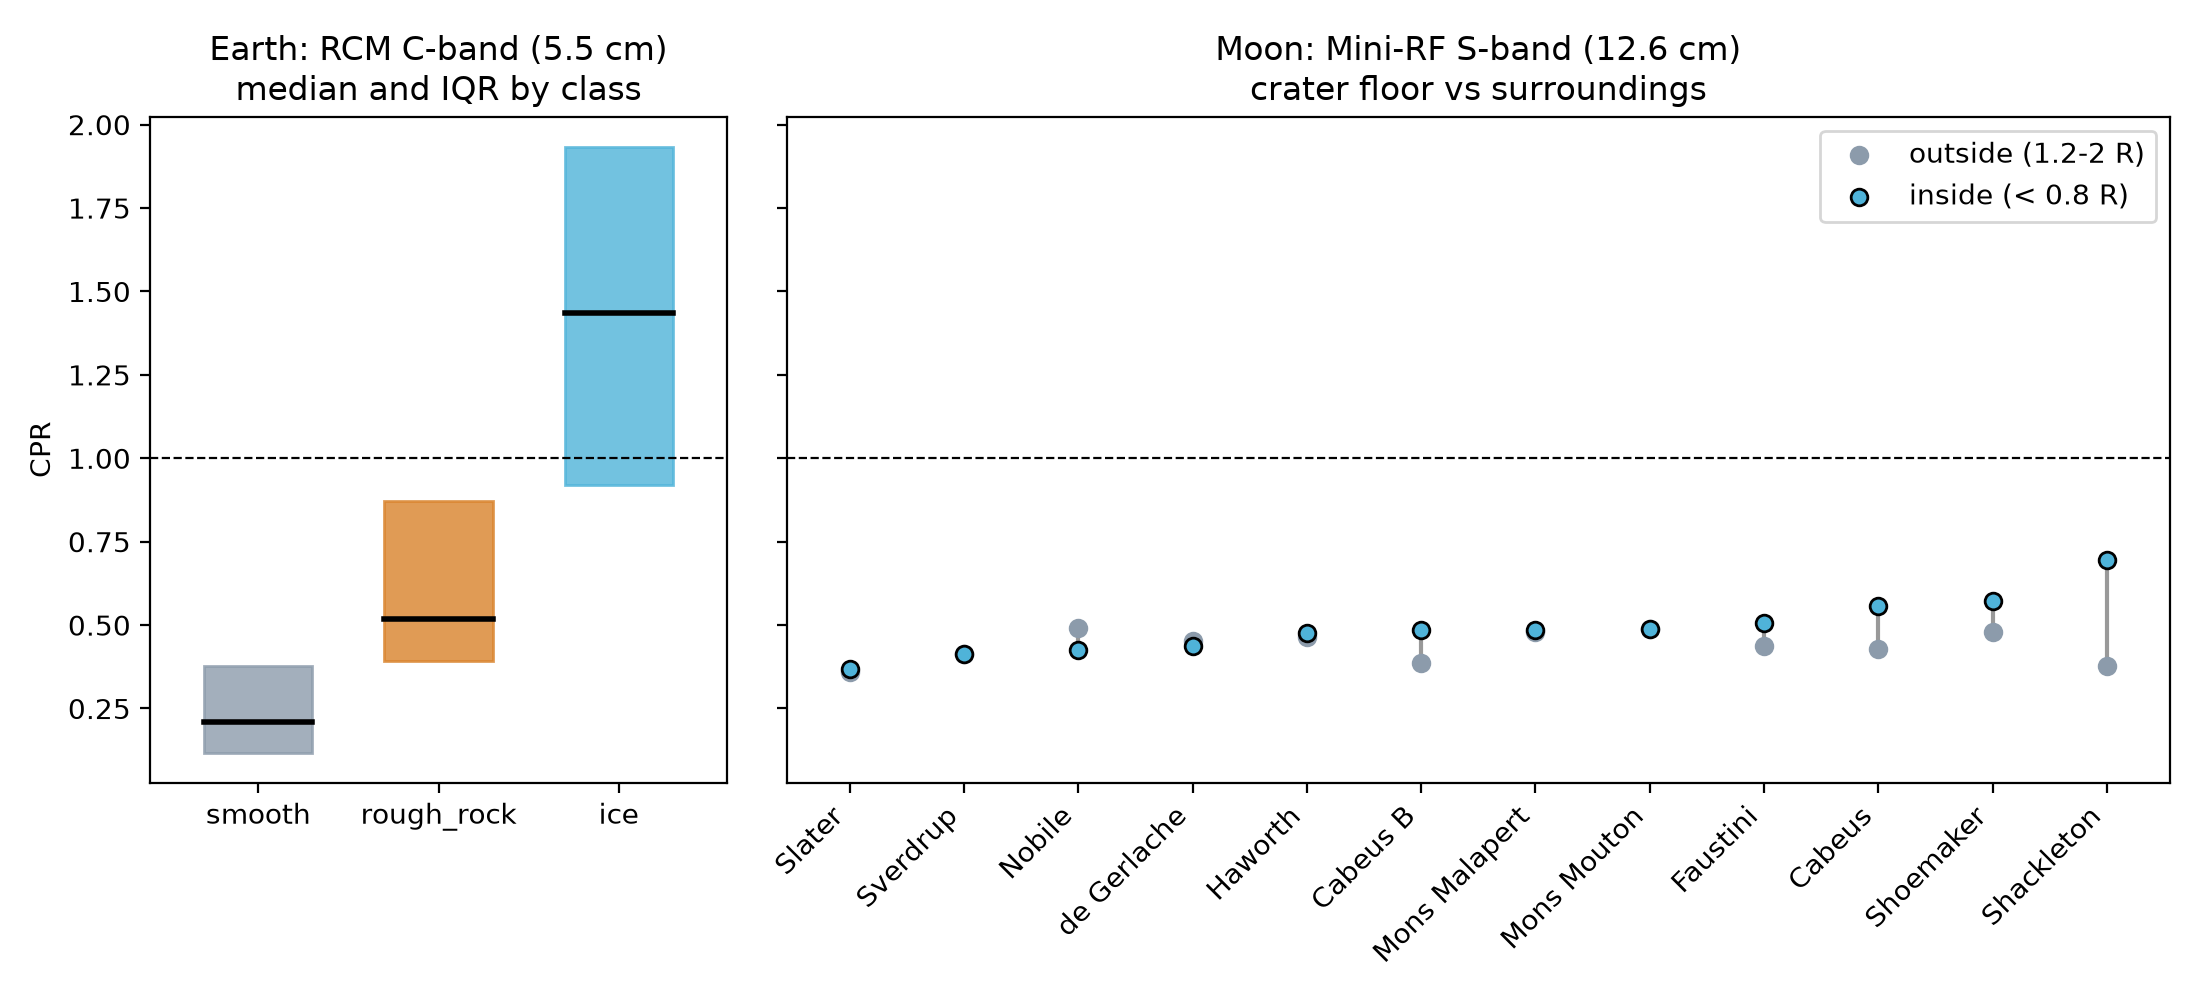 Earth: RCM C-band (5.5 cm)
median and IQR by class
Moon: Mini-RF S-band (12.6 cm)
crater floor vs surroundings
CPR
2.00
1.75
1.50
1.25
1.00
0.75
0.50
0.25
smooth
rough_rock
ice
outside (1.2-2 R)
inside (< 0.8 R)
Slater
Sverdrup
Nobile
de Gerlache
Haworth
Cabeus B
Mons Malapert
Mons Mouton
Faustini
Cabeus
Shoemaker
Shackleton